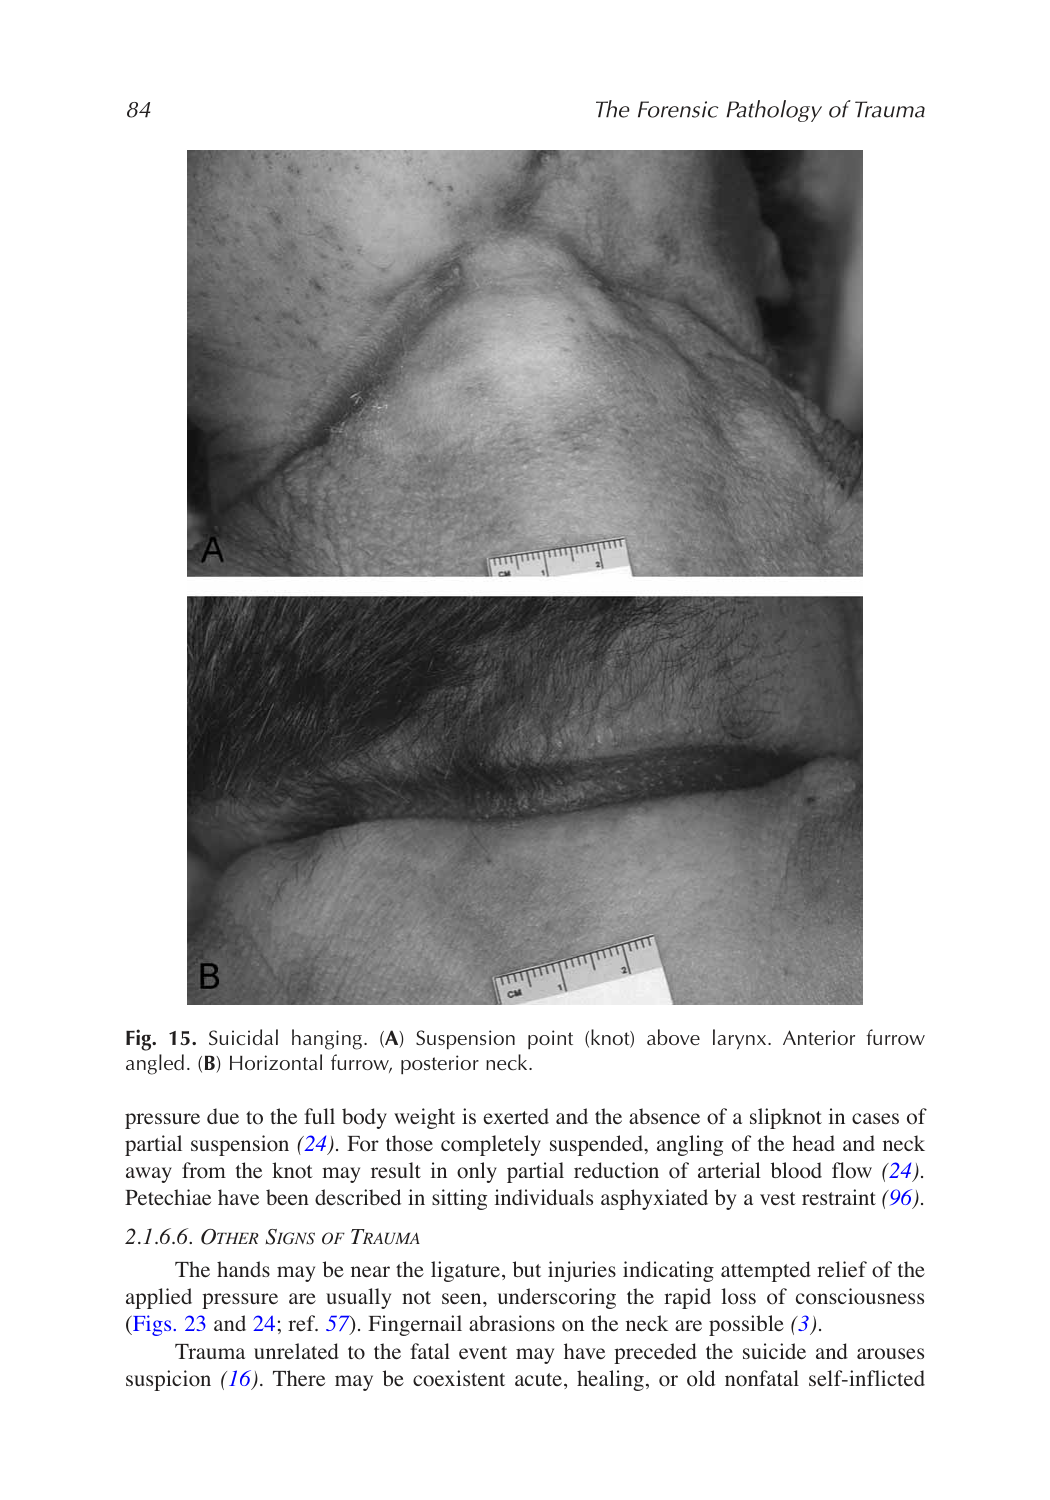 84
The Forensic Pathology of Trauma
A
CM 1 2
B
CM 1 2
Fig. 15. Suicidal hanging. (A) Suspension point (knot) above larynx. Anterior furrow
angled. (B) Horizontal furrow, posterior neck.
pressure due to the full body weight is exerted and the absence of a slipknot in cases of
partial suspension (24). For those completely suspended, angling of the head and neck
away from the knot may result in only partial reduction of arterial blood flow (24).
Petechiae have been described in sitting individuals asphyxiated by a vest restraint (96).
2.1.6.6. OTHER SIGNS OF TRAUMA
The hands may be near the ligature, but injuries indicating attempted relief of the
applied pressure are usually not seen, underscoring the rapid loss of consciousness
(Figs. 23 and 24; ref. 57). Fingernail abrasions on the neck are possible (3).
Trauma unrelated to the fatal event may have preceded the suicide and arouses
suspicion (16). There may be coexistent acute, healing, or old nonfatal self-inflicted